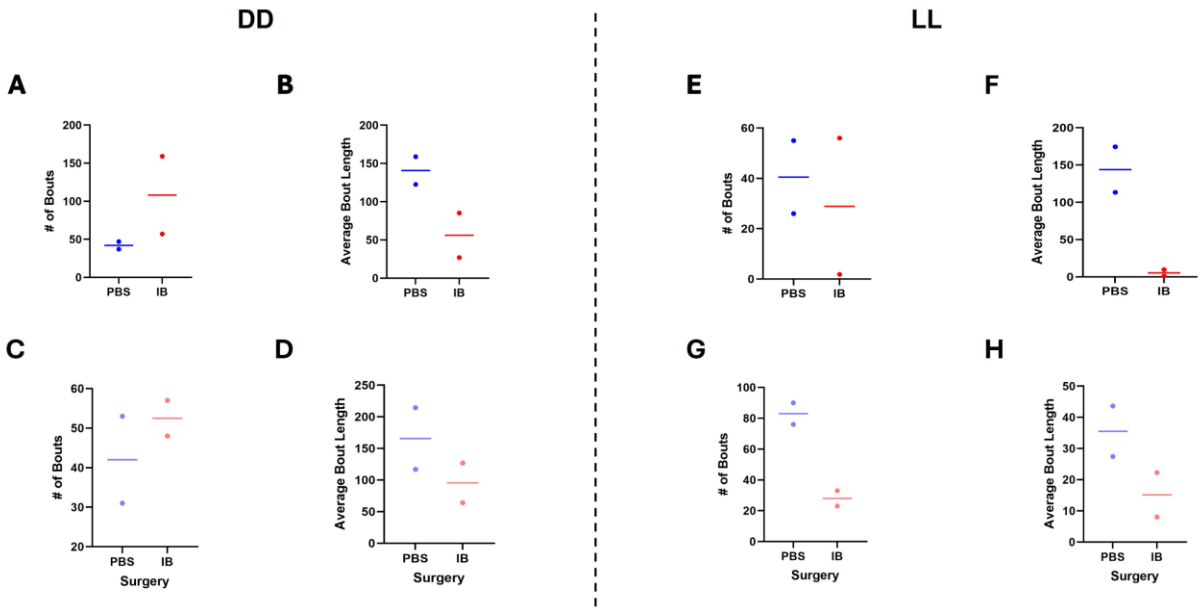 DD
LL
A
B
E
F
# of Bouts
200
150
100
50
0
PBS IB
Average Bout Length
200
150
100
50
0
PBS IB
# of Bouts
60
40
20
0
PBS IB
Average Bout Length
200
150
100
50
0
PBS IB
C
D
G
H
# of Bouts
60
50
40
30
20
PBS IB
Surgery
Average Bout Length
250
200
150
100
50
0
PBS IB
Surgery
# of Bouts
100
80
60
40
20
0
PBS IB
Surgery
Average Bout Length
50
40
30
20
10
0
PBS IB
Surgery